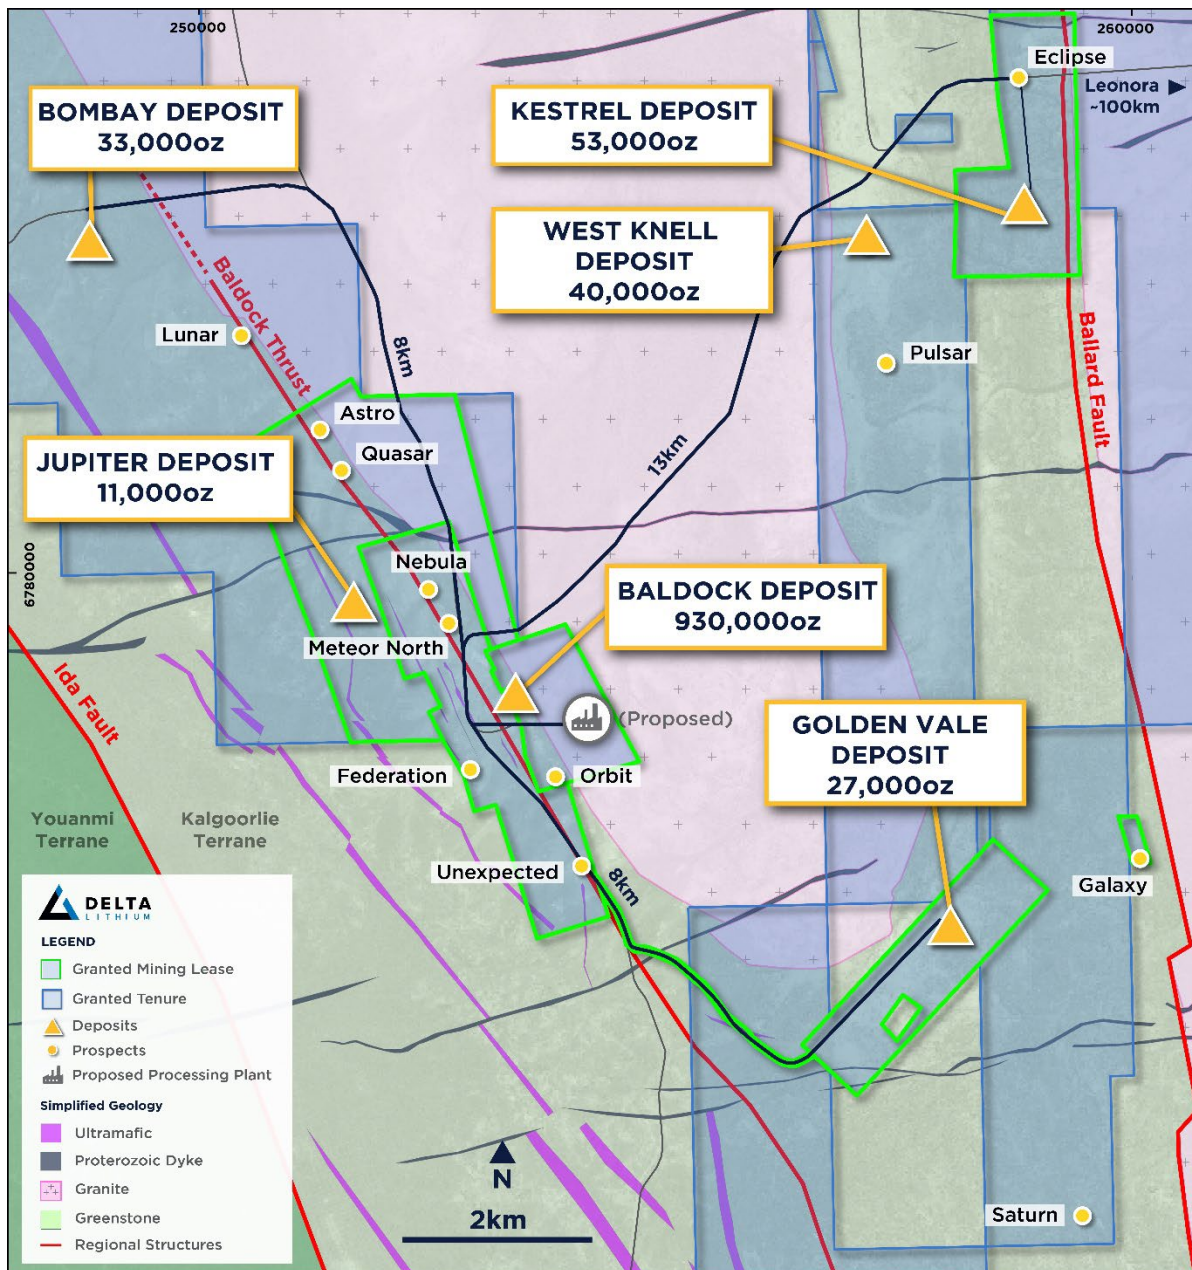 250000
260000
Eclipse
Leonora
~100km
BOMBAY DEPOSIT
33,000oz
KESTREL DEPOSIT
53,000oz
WEST KNELL
DEPOSIT
40,000oz
Baldock Thrust
Lunar
8km
Pulsar
Ballard Fault
Astro
Quasar
13km
JUPITER DEPOSIT
11,000oz
6780000
Nebula
BALDOCK DEPOSIT
930,000oz
Meteor North
Ida Fault
(Proposed)
GOLDEN VALE
DEPOSIT
27,000oz
Federation
Orbit
Youanmi
Terrane
Kalgoorlie
Terrane
Unexpected
8km
Galaxy
DELTA
LITHIUM
LEGEND
Granted Mining Lease
Granted Tenure
Deposits
Prospects
Proposed Processing Plant
Simplified Geology
Ultramafic
Proterozoic Dyke
Granite
Greenstone
Regional Structures
N
2km
Saturn